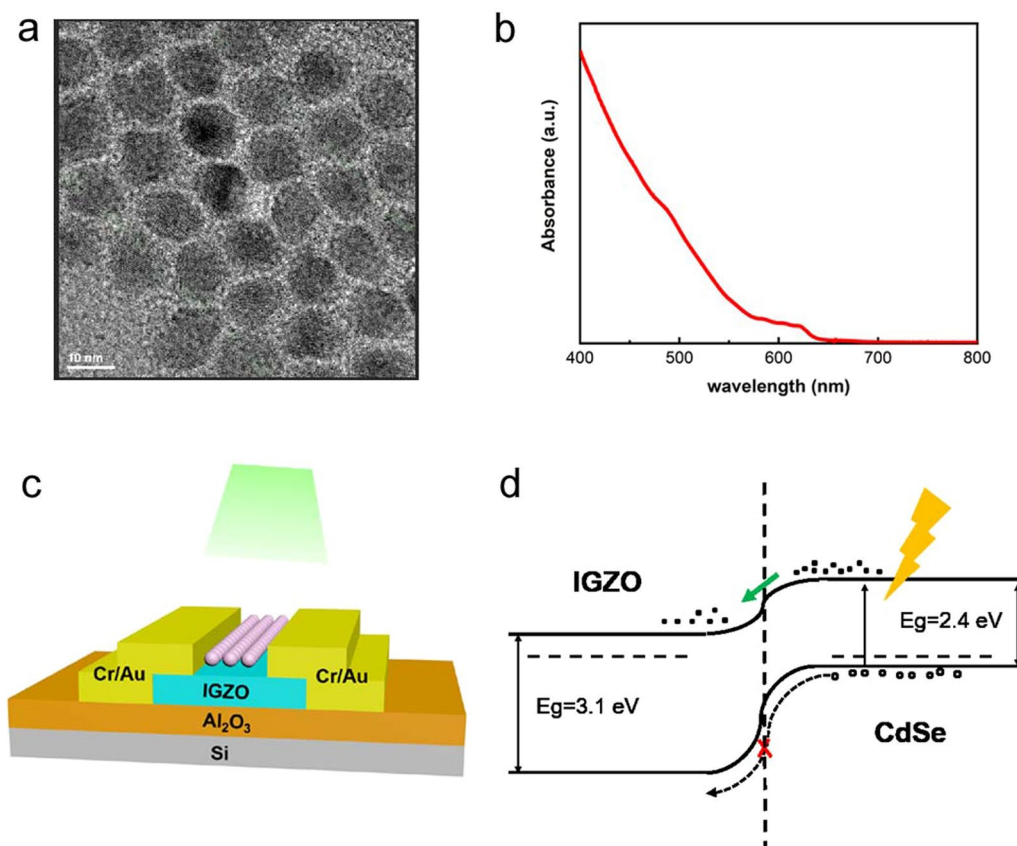 a
10 nm
b
Absorbance (a.u.)
400 500 600 700 800
wavelength (nm)
c
Cr/Au
IGZO
Cr/Au
Al₂O₃
Si
d
IGZO
Eg=2.4 eV
Eg=3.1 eV
X
CdSe